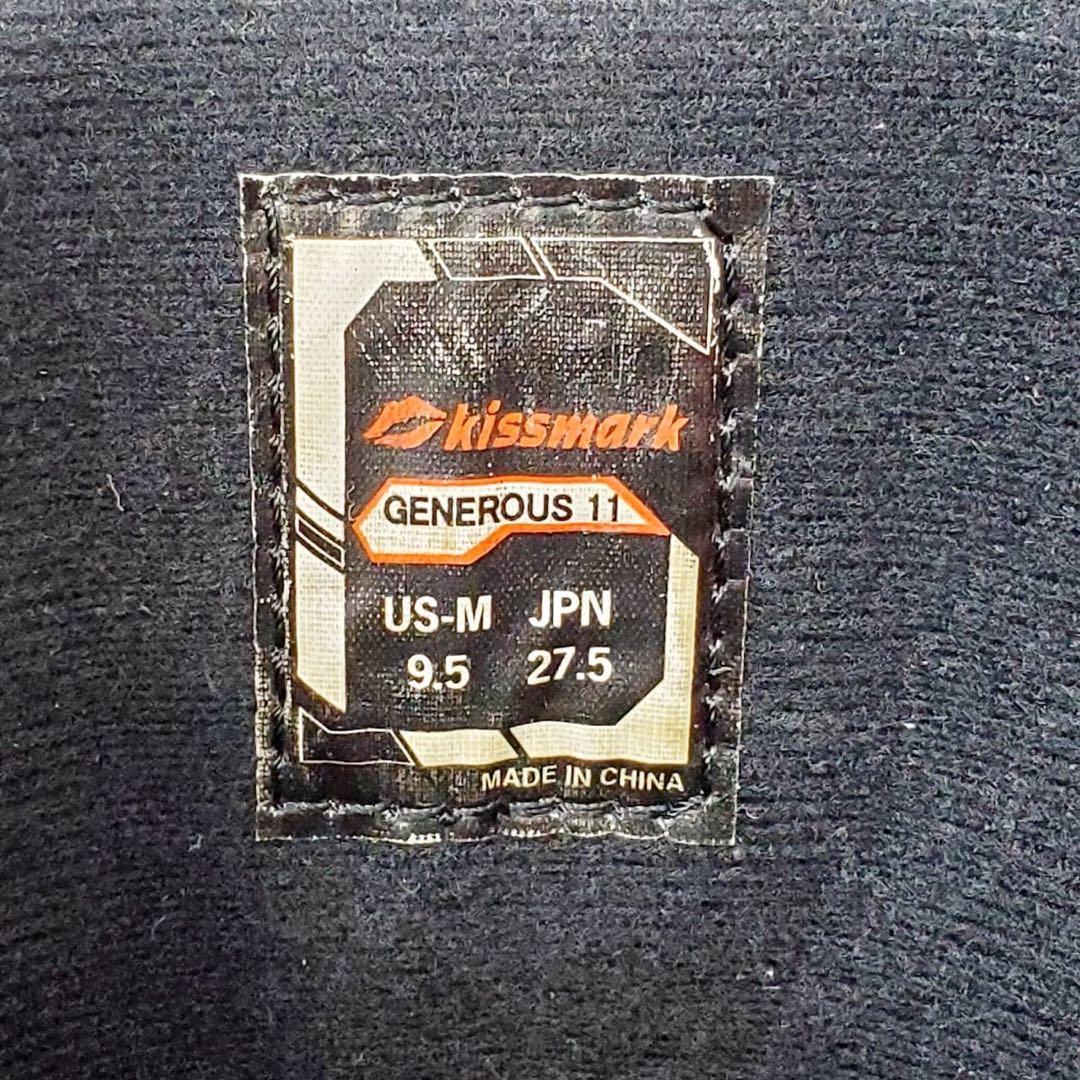 kissmark
GENEROUS 11
US-M JPN
9.5 27.5
MADE IN CHINA